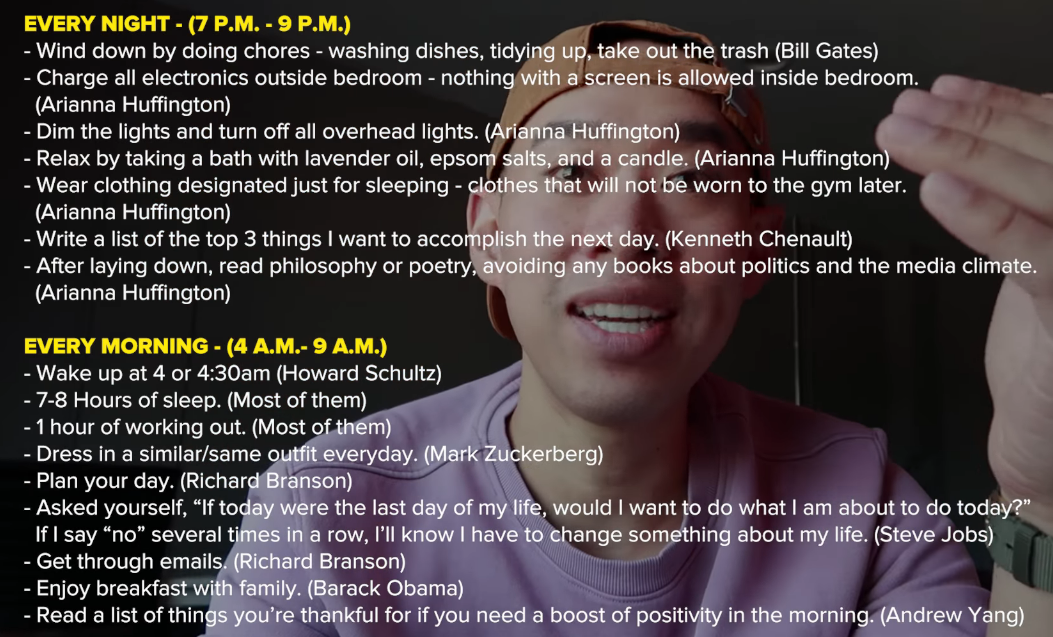 EVERY NIGHT - (7 P.M. - 9 P.M.)
- Wind down by doing chores - washing dishes, tidying up, take out the trash (Bill Gates)
- Charge all electronics outside bedroom - nothing with a screen is allowed inside bedroom.
(Arianna Huffington)
- Dim the lights and turn off all overhead lights. (Arianna Huffington)
- Relax by taking a bath with lavender oil, epsom salts, and a candle. (Arianna Huffington)
- Wear clothing designated just for sleeping - clothes that will not be worn to the gym later.
(Arianna Huffington)
- Write a list of the top 3 things I want to accomplish the next day. (Kenneth Chenault)
- After laying down, read philosophy or poetry, avoiding any books about politics and the media climate.
(Arianna Huffington)
EVERY MORNING - (4 A.M.- 9 A.M.)
- Wake up at 4 or 4:30am (Howard Schultz)
- 7-8 Hours of sleep. (Most of them)
- 1 hour of working out. (Most of them)
- Dress in a similar/same outfit everyday. (Mark Zuckerberg)
- Plan your day. (Richard Branson)
- Asked yourself, “If today were the last day of my life, would I want to do what I am about to do today?”
If I say “no” several times in a row, I’ll know I have to change something about my life. (Steve Jobs)
- Get through emails. (Richard Branson)
- Enjoy breakfast with family. (Barack Obama)
- Read a list of things you’re thankful for if you need a boost of positivity in the morning. (Andrew Yang)